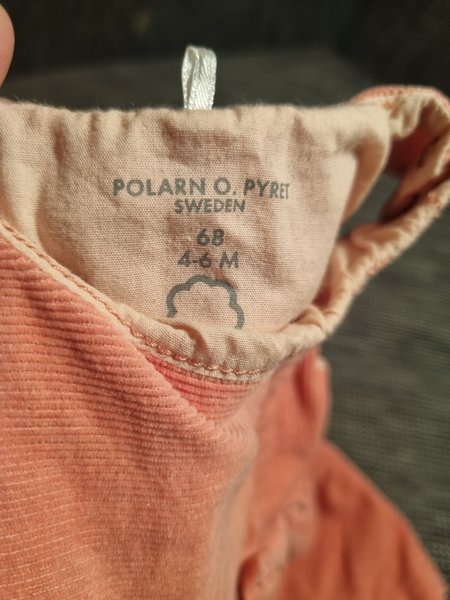 POLARN O. PYRET
SWEDEN
68
4-6 M